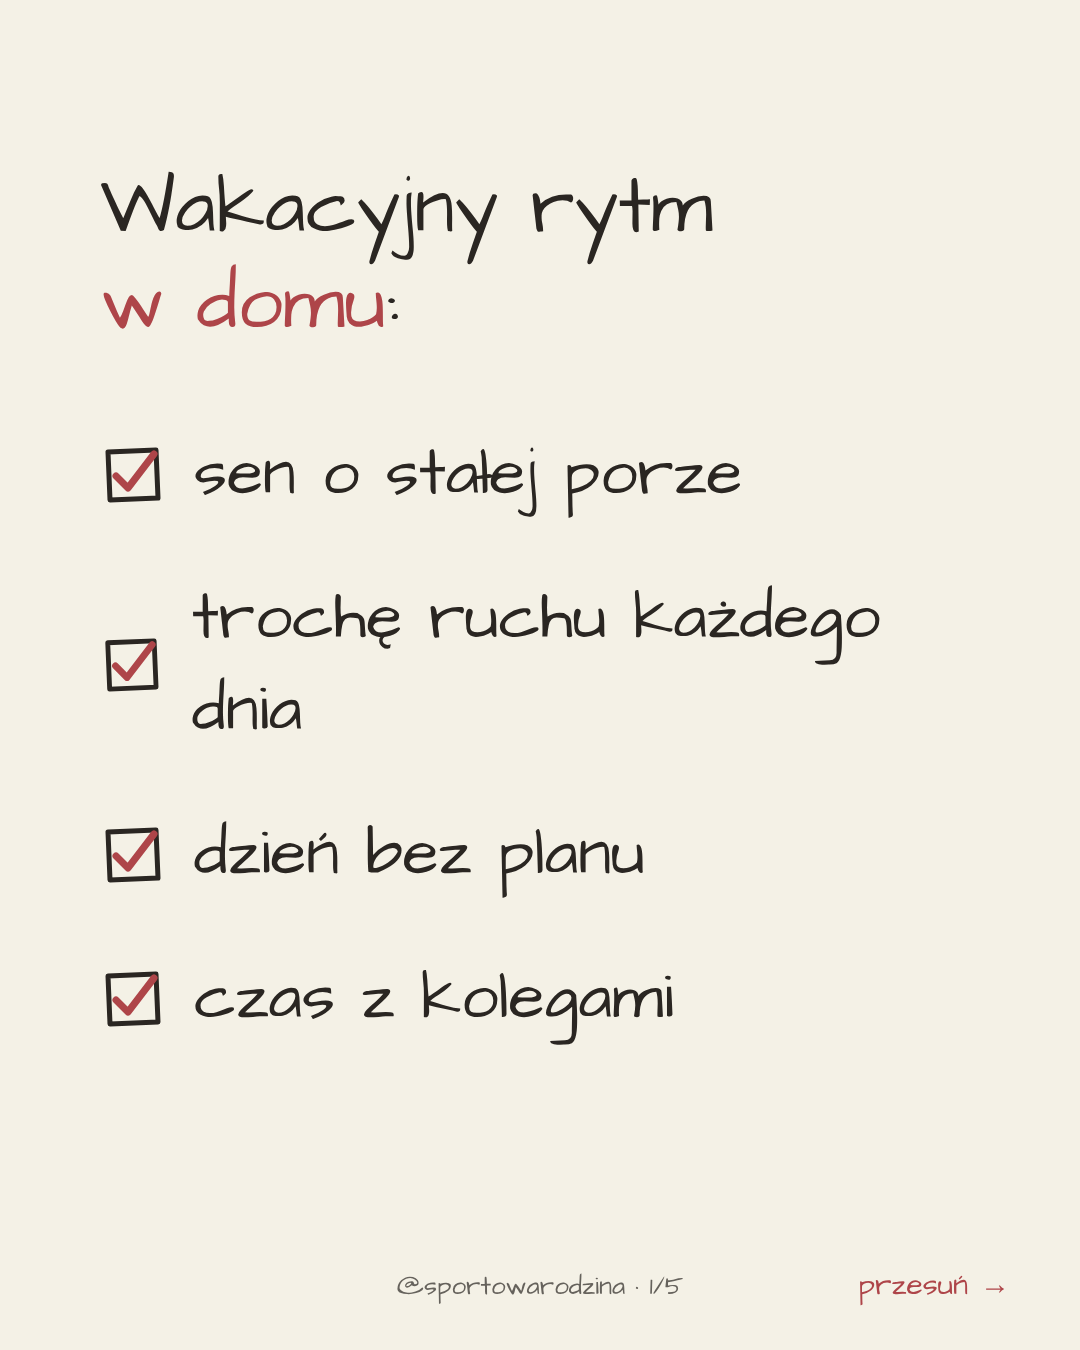 Wakacyjny rytm
w domu:
sen o stałej porze
trochę ruchu każdego
dnia
dzień bez planu
czas z kolegami
@sportowarodzina · 1/5
przesuń →